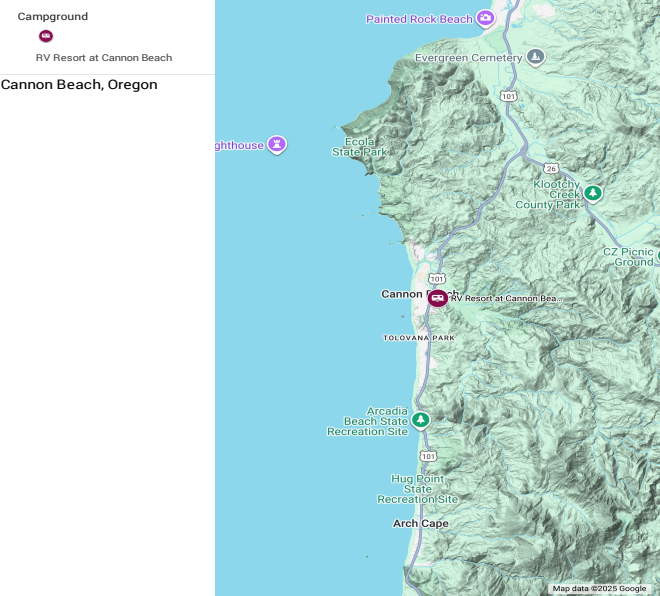 Campground
RV Resort at Cannon Beach
Cannon Beach, Oregon
Painted Rock Beach
Evergreen Cemetery
101
ghthouse
Ecola
State Park
26
Klootchy
Creek
County Park
CZ Picnic
Ground
101
Cannon
RV Resort at Cannon Bea...
TOLOVANA PARK
Arcadia
Beach State
Recreation Site
101
Hug Point
State
Recreation Site
Arch Cape
Map data ©2025 Google